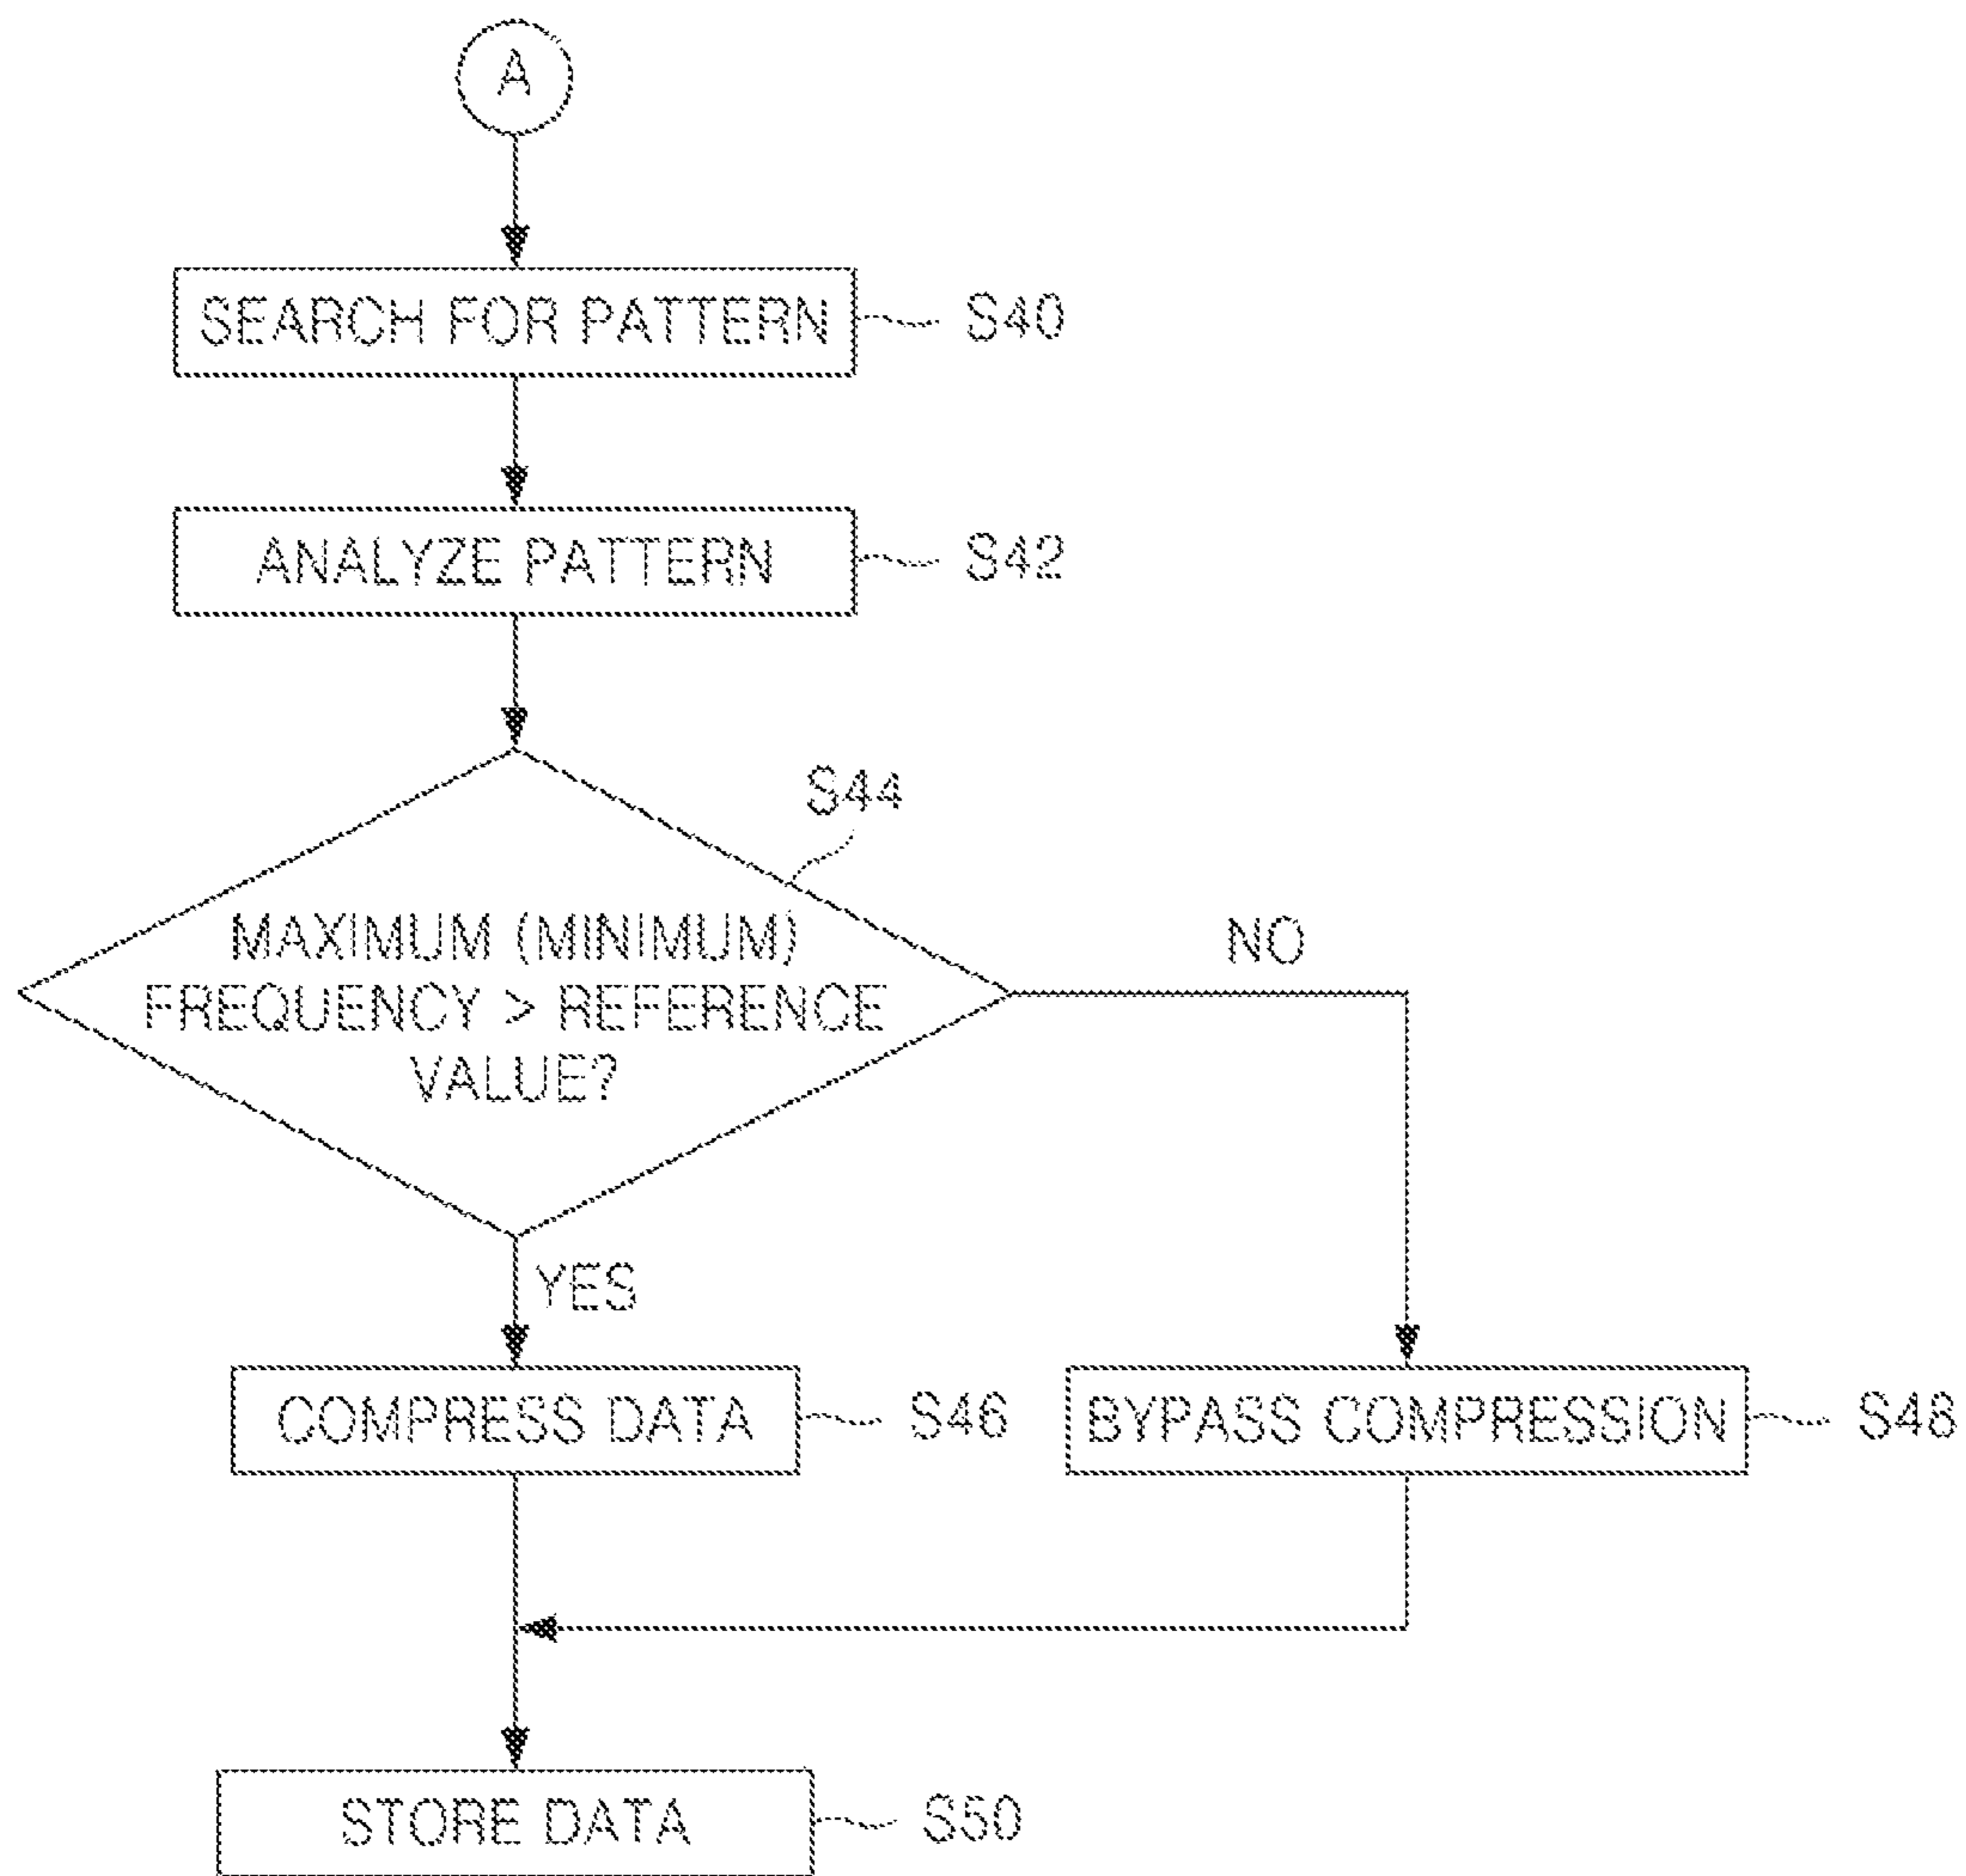 A
SEARCH FOR PATTERN
S40
ANALYZE PATTERN
S42
S44
MAXIMUM (MINIMUM)
FREQUENCY > REFERENCE
VALUE?
NO
YES
COMPRESS DATA
S46
BYPASS COMPRESSION
S48
STORE DATA
S50